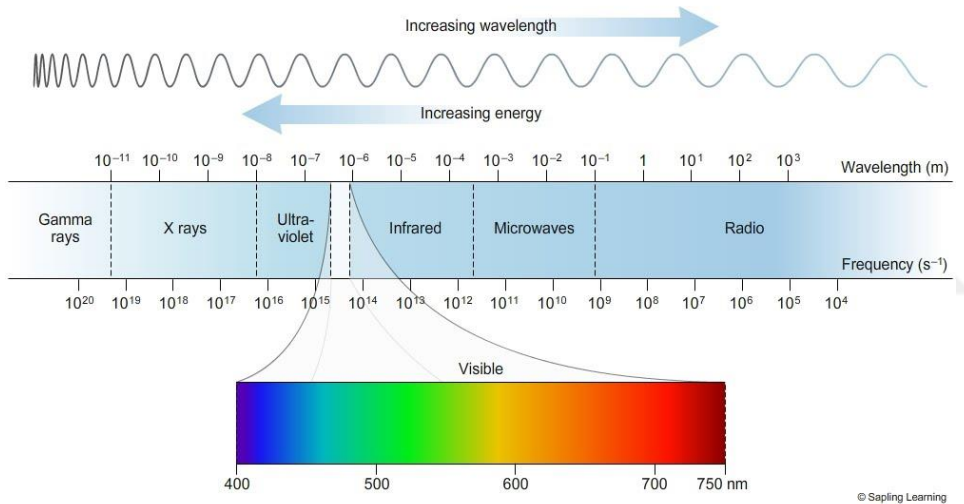 Increasing wavelength
Increasing energy
10⁻¹¹ 10⁻¹⁰ 10⁻⁹ 10⁻⁸ 10⁻⁷ 10⁻⁶ 10⁻⁵ 10⁻⁴ 10⁻³ 10⁻² 10⁻¹ 1 10¹ 10² 10³ Wavelength (m)
Gamma rays
X rays
Ultra-
violet
Infrared
Microwaves
Radio
Frequency (s⁻¹)
10²⁰ 10¹⁹ 10¹⁸ 10¹⁷ 10¹⁶ 10¹⁵ 10¹⁴ 10¹³ 10¹² 10¹¹ 10¹⁰ 10⁹ 10⁸ 10⁷ 10⁶ 10⁵ 10⁴
Visible
400 500 600 700 750 nm
© Sapling Learning